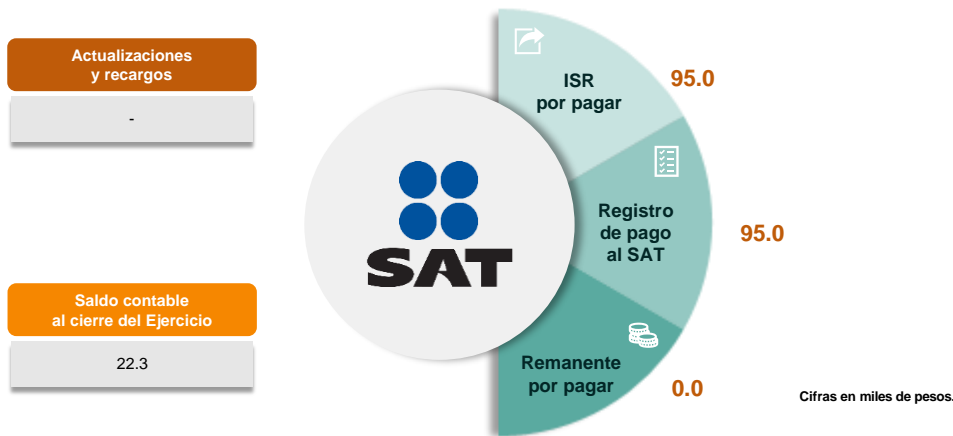 Actualizaciones
y recargos
-
Saldo contable
al cierre del Ejercicio
22.3
SAT
ISR
por pagar
95.0
Registro
de pago
al SAT
95.0
Remanente
por pagar
0.0
Cifras en miles de pesos.